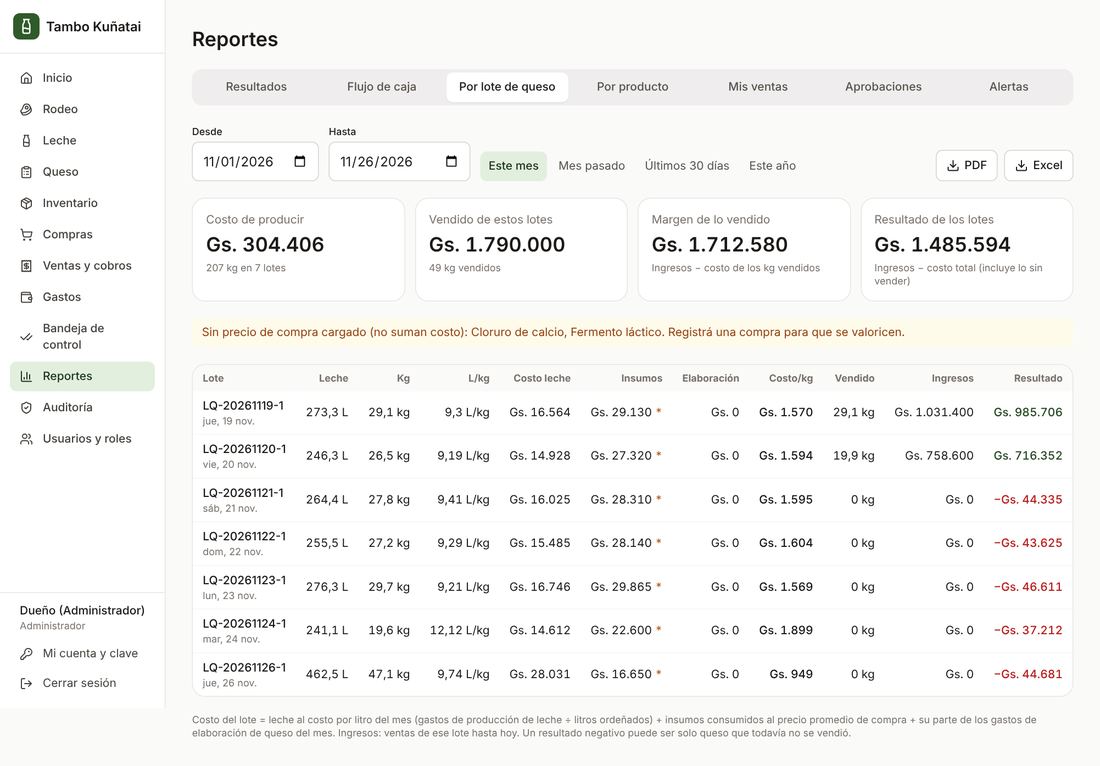 Tambo Kuñatai
Inicio
Rodeo
Leche
Queso
Inventario
Compras
Ventas y cobros
Gastos
Bandeja de
control
Reportes
Auditoría
Usuarios y roles
Dueño (Administrador)
Administrador
Mi cuenta y clave
Cerrar sesión
Reportes
Resultados Flujo de caja Por lote de queso Por producto Mis ventas Aprobaciones Alertas
Desde Hasta
11/01/2026 11/26/2026 Este mes Mes pasado Últimos 30 días Este año PDF Excel
Costo de producir
Gs. 304.406
207 kg en 7 lotes
Vendido de estos lotes
Gs. 1.790.000
49 kg vendidos
Margen de lo vendido
Gs. 1.712.580
Ingresos − costo de los kg vendidos
Resultado de los lotes
Gs. 1.485.594
Ingresos − costo total (incluye lo sin
vender)
Sin precio de compra cargado (no suman costo): Cloruro de calcio, Fermento láctico. Registrá una compra para que se valoricen.
Lote Leche Kg L/kg Costo leche Insumos Elaboración Costo/kg Vendido Ingresos Resultado
LQ-20261119-1 273,3 L 29,1 kg 9,3 L/kg Gs. 16.564 Gs. 29.130 * Gs. 0 Gs. 1.570 29,1 kg Gs. 1.031.400 Gs. 985.706
jue, 19 nov.
LQ-20261120-1 246,3 L 26,5 kg 9,19 L/kg Gs. 14.928 Gs. 27.320 * Gs. 0 Gs. 1.594 19,9 kg Gs. 758.600 Gs. 716.352
vie, 20 nov.
LQ-20261121-1 264,4 L 27,8 kg 9,41 L/kg Gs. 16.025 Gs. 28.310 * Gs. 0 Gs. 1.595 0 kg Gs. 0 −Gs. 44.335
sáb, 21 nov.
LQ-20261122-1 255,5 L 27,2 kg 9,29 L/kg Gs. 15.485 Gs. 28.140 * Gs. 0 Gs. 1.604 0 kg Gs. 0 −Gs. 43.625
dom, 22 nov.
LQ-20261123-1 276,3 L 29,7 kg 9,21 L/kg Gs. 16.746 Gs. 29.865 * Gs. 0 Gs. 1.569 0 kg Gs. 0 −Gs. 46.611
lun, 23 nov.
LQ-20261124-1 241,1 L 19,6 kg 12,12 L/kg Gs. 14.612 Gs. 22.600 * Gs. 0 Gs. 1.899 0 kg Gs. 0 −Gs. 37.212
mar, 24 nov.
LQ-20261126-1 462,5 L 47,1 kg 9,74 L/kg Gs. 28.031 Gs. 16.650 * Gs. 0 Gs. 949 0 kg Gs. 0 −Gs. 44.681
jue, 26 nov.
Costo del lote = leche al costo por litro del mes (gastos de producción de leche ÷ litros ordeñados) + insumos consumidos al precio promedio de compra + su parte de los gastos de
elaboración de queso del mes. Ingresos: ventas de ese lote hasta hoy. Un resultado negativo puede ser solo queso que todavía no se vendió.